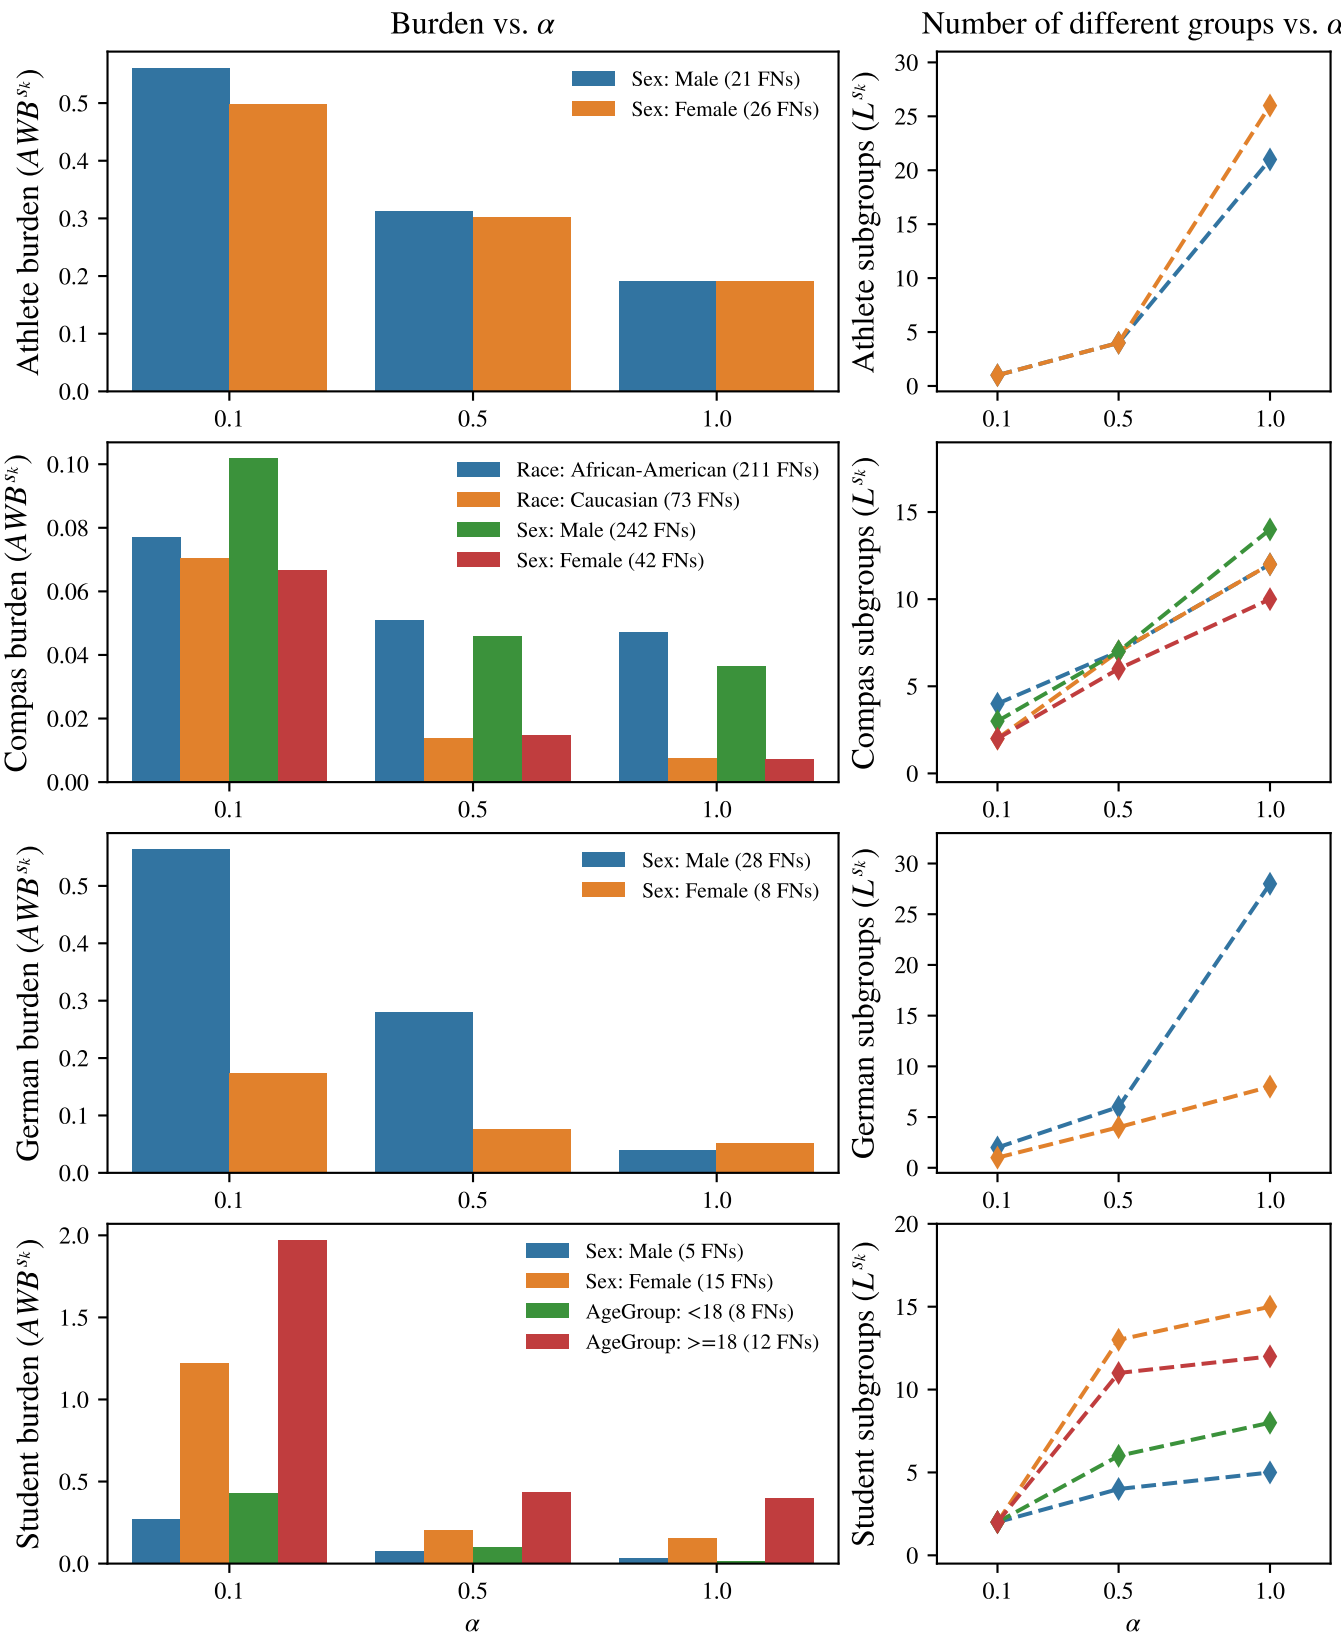 Burden vs. α
Number of different groups vs. α
Athlete burden (AWB^{s_k})
0.5
0.4
0.3
0.2
0.1
0.0
Sex: Male (21 FNs)
Sex: Female (26 FNs)
0.1 0.5 1.0
Athlete subgroups (L^{s_k})
30
25
20
15
10
5
0
0.1 0.5 1.0
Compas burden (AWB^{s_k})
0.10
0.08
0.06
0.04
0.02
0.00
Race: African-American (211 FNs)
Race: Caucasian (73 FNs)
Sex: Male (242 FNs)
Sex: Female (42 FNs)
0.1 0.5 1.0
Compas subgroups (L^{s_k})
15
10
5
0
0.1 0.5 1.0
German burden (AWB^{s_k})
0.5
0.4
0.3
0.2
0.1
0.0
Sex: Male (28 FNs)
Sex: Female (8 FNs)
0.1 0.5 1.0
German subgroups (L^{s_k})
30
25
20
15
10
5
0
0.1 0.5 1.0
Student burden (AWB^{s_k})
2.0
1.5
1.0
0.5
0.0
Sex: Male (5 FNs)
Sex: Female (15 FNs)
AgeGroup: <18 (8 FNs)
AgeGroup: >=18 (12 FNs)
0.1 0.5 1.0
α
Student subgroups (L^{s_k})
20
15
10
5
0
0.1 0.5 1.0
α